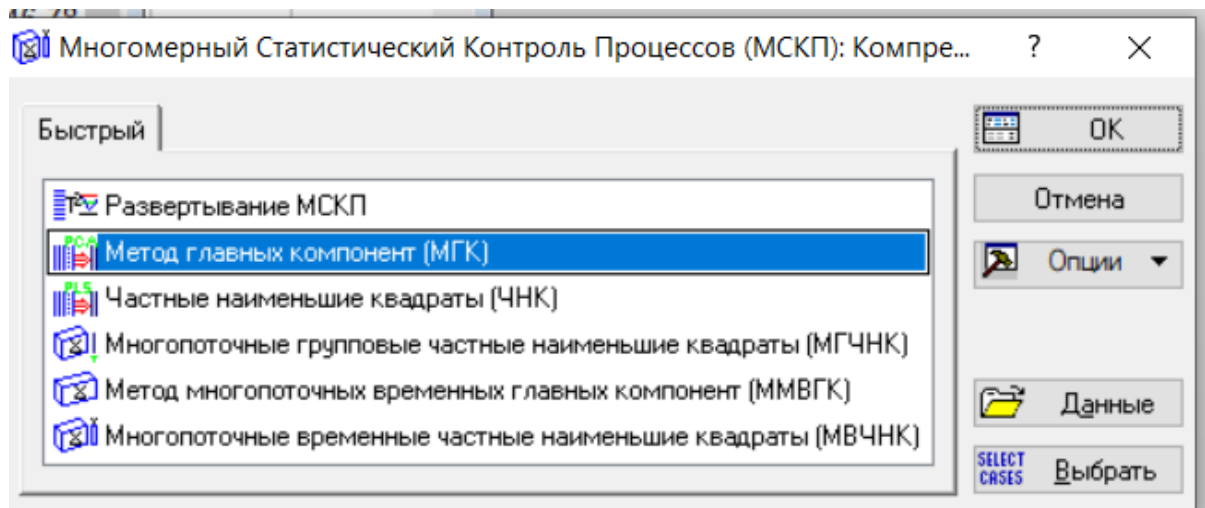 Многомерный Статистический Контроль Процессов (МСКП): Компре... ?
Быстрый
OK
Развертывание МСКП
Отмена
PCA Метод главных компонент (МГК)
Опции
PLS Частные наименьшие квадраты (ЧНК)
Многопоточные групповые частные наименьшие квадраты (МГЧНК)
Метод многопоточных временных главных компонент (ММВГК)
Данные
Многопоточные временные частные наименьшие квадраты (МВЧНК)
SELECT CASES Выбрать